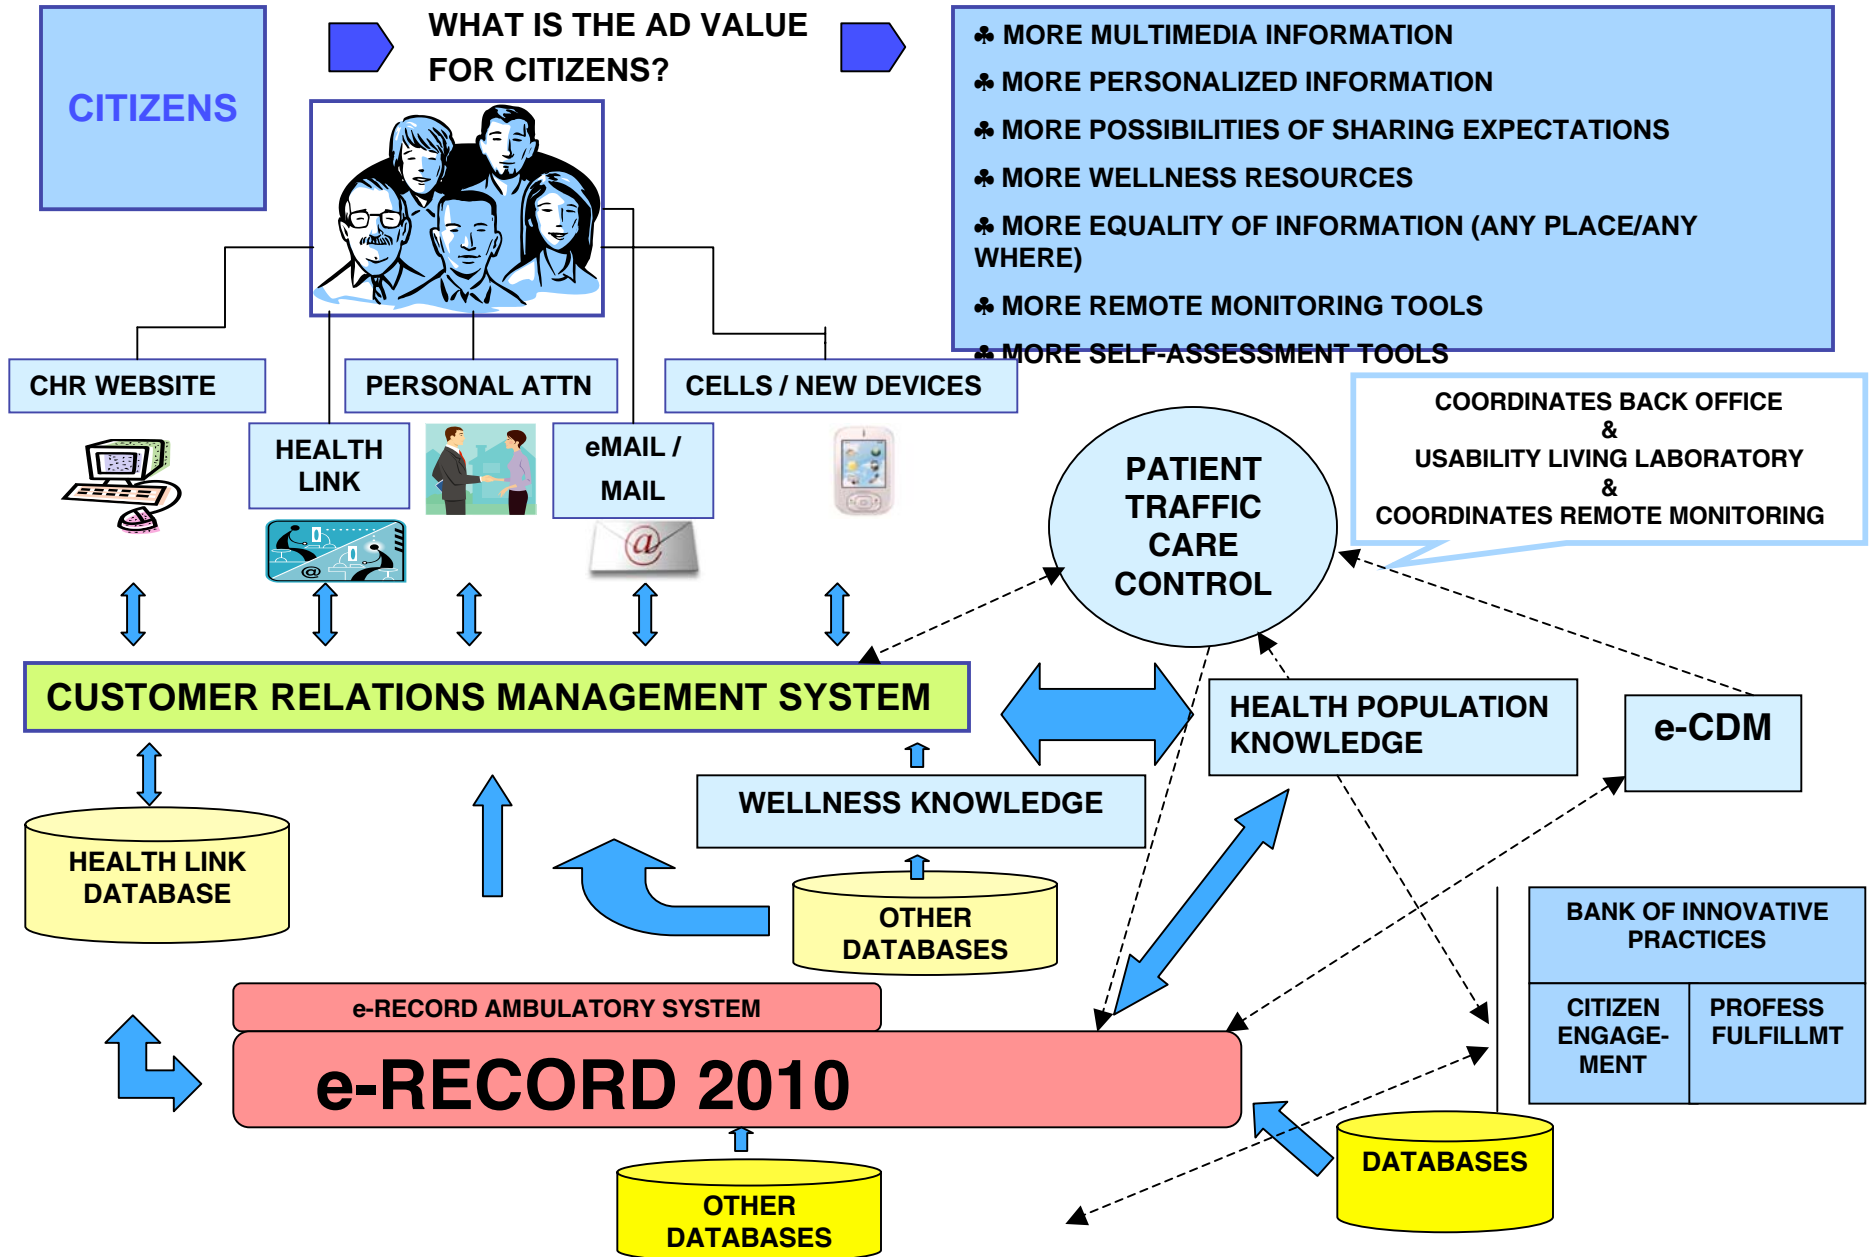 CITIZENS
WHAT IS THE AD VALUE
FOR CITIZENS?
♣ MORE MULTIMEDIA INFORMATION
♣ MORE PERSONALIZED INFORMATION
♣ MORE POSSIBILITIES OF SHARING EXPECTATIONS
♣ MORE WELLNESS RESOURCES
♣ MORE EQUALITY OF INFORMATION (ANY PLACE/ANY
WHERE)
♣ MORE REMOTE MONITORING TOOLS
♣ MORE SELF-ASSESSMENT TOOLS
CHR WEBSITE
PERSONAL ATTN
CELLS / NEW DEVICES
HEALTH
LINK
eMAIL /
MAIL
@
@
PATIENT
TRAFFIC
CARE
CONTROL
COORDINATES BACK OFFICE
&
USABILITY LIVING LABORATORY
&
COORDINATES REMOTE MONITORING
CUSTOMER RELATIONS MANAGEMENT SYSTEM
HEALTH POPULATION
KNOWLEDGE
e-CDM
WELLNESS KNOWLEDGE
HEALTH LINK
DATABASE
OTHER
DATABASES
BANK OF INNOVATIVE
PRACTICES
CITIZEN
ENGAGE-
MENT
PROFESS
FULFILLMT
e-RECORD AMBULATORY SYSTEM
e-RECORD 2010
DATABASES
OTHER
DATABASES